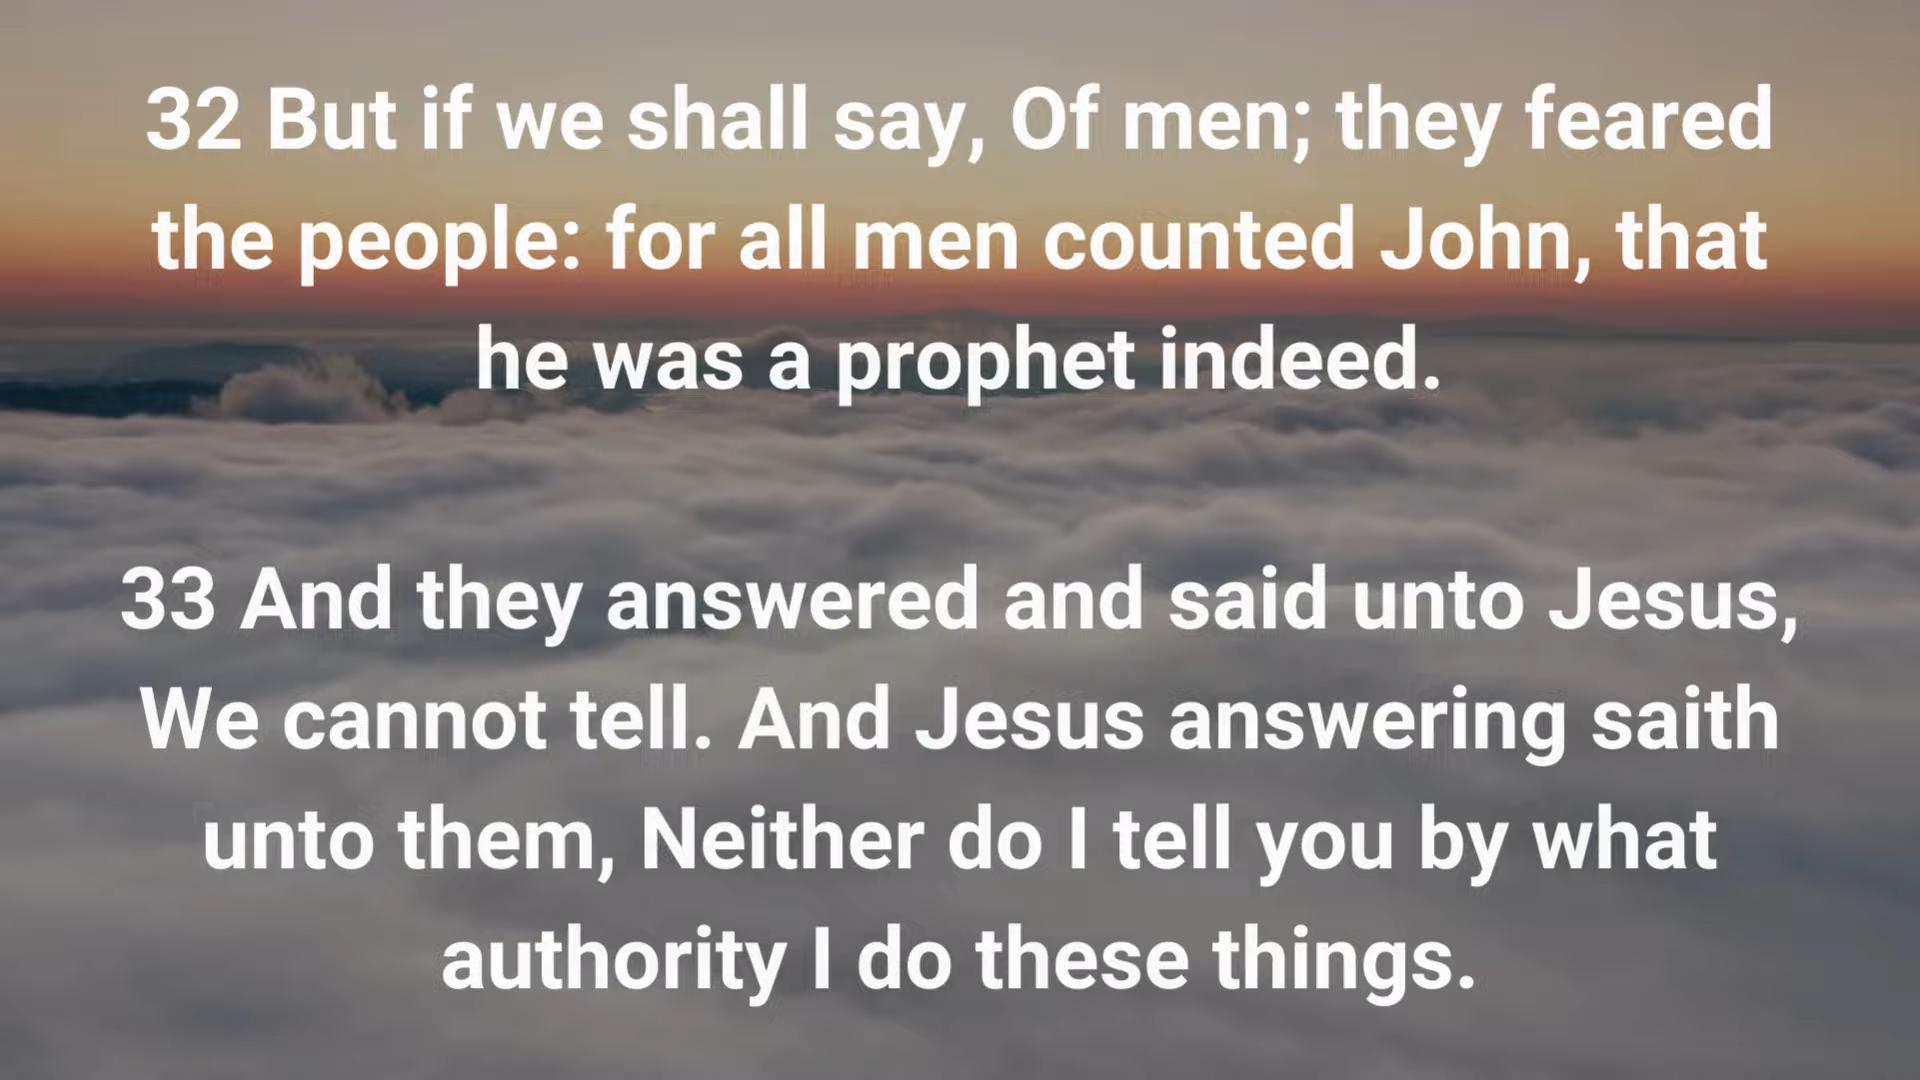 32 But if we shall say, Of men; they feared
the people: for all men counted John, that
he was a prophet indeed.
33 And they answered and said unto Jesus,
We cannot tell. And Jesus answering saith
unto them, Neither do I tell you by what
authority I do these things.